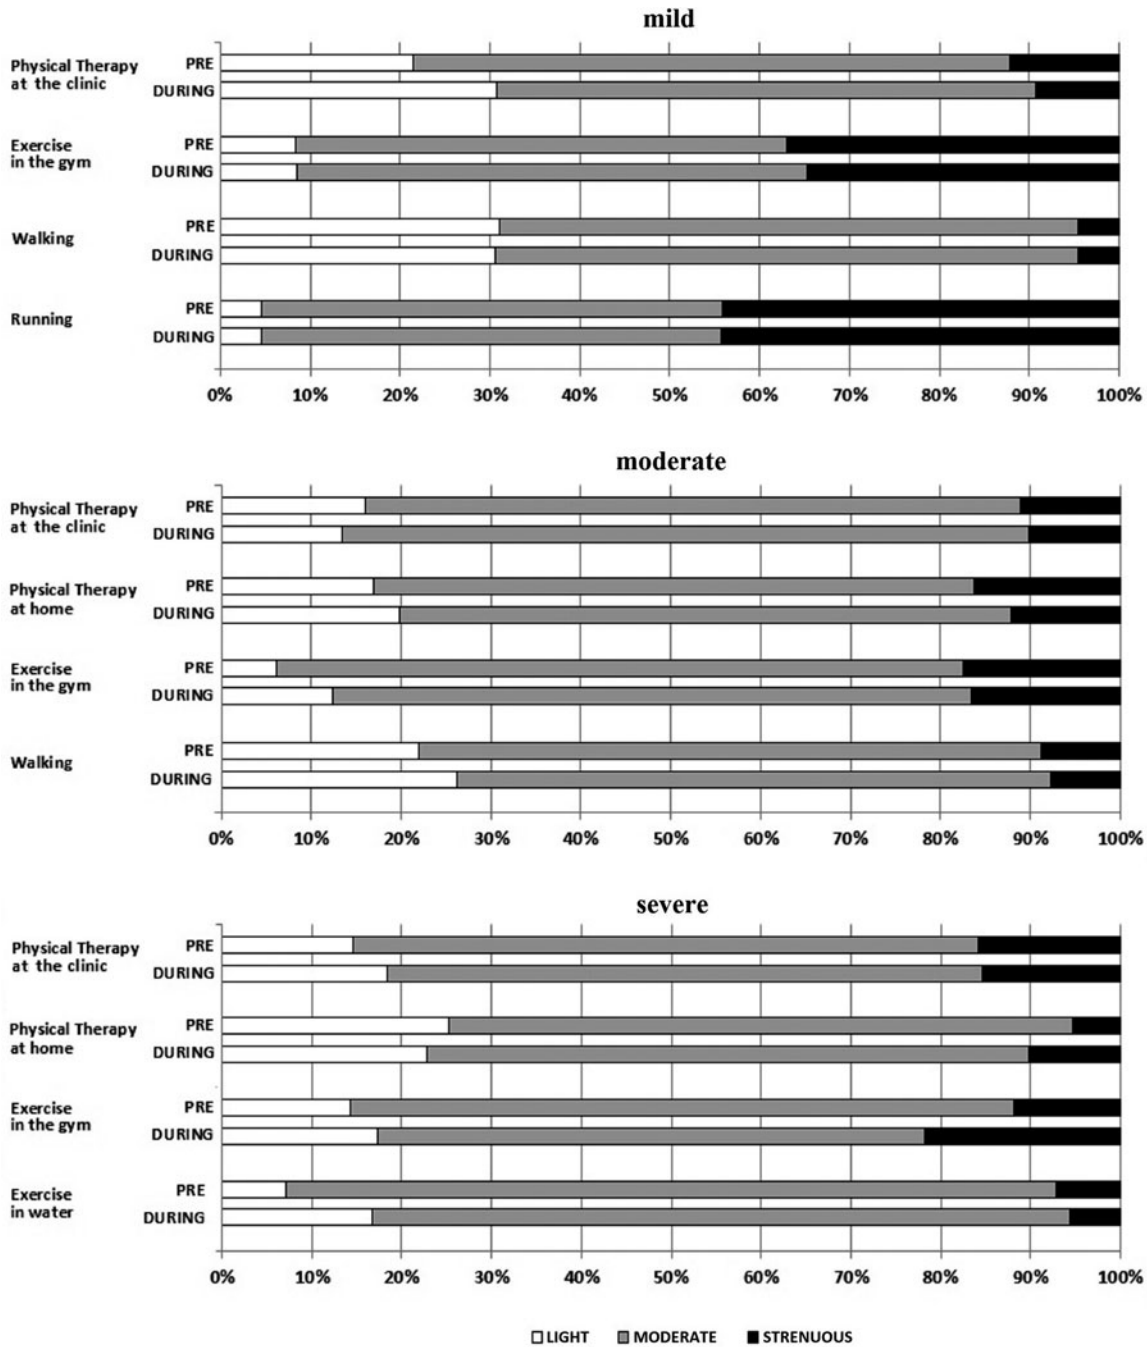 mild
Physical Therapy
at the clinic
PRE
DURING
Exercise
in the gym
PRE
DURING
Walking
PRE
DURING
Running
PRE
DURING
0% 10% 20% 30% 40% 50% 60% 70% 80% 90% 100%
moderate
Physical Therapy
at the clinic
PRE
DURING
Physical Therapy
at home
PRE
DURING
Exercise
in the gym
PRE
DURING
Walking
PRE
DURING
0% 10% 20% 30% 40% 50% 60% 70% 80% 90% 100%
severe
Physical Therapy
at the clinic
PRE
DURING
Physical Therapy
at home
PRE
DURING
Exercise
in the gym
PRE
DURING
Exercise
in water
PRE
DURING
0% 10% 20% 30% 40% 50% 60% 70% 80% 90% 100%
LIGHT MODERATE STRENUOUS